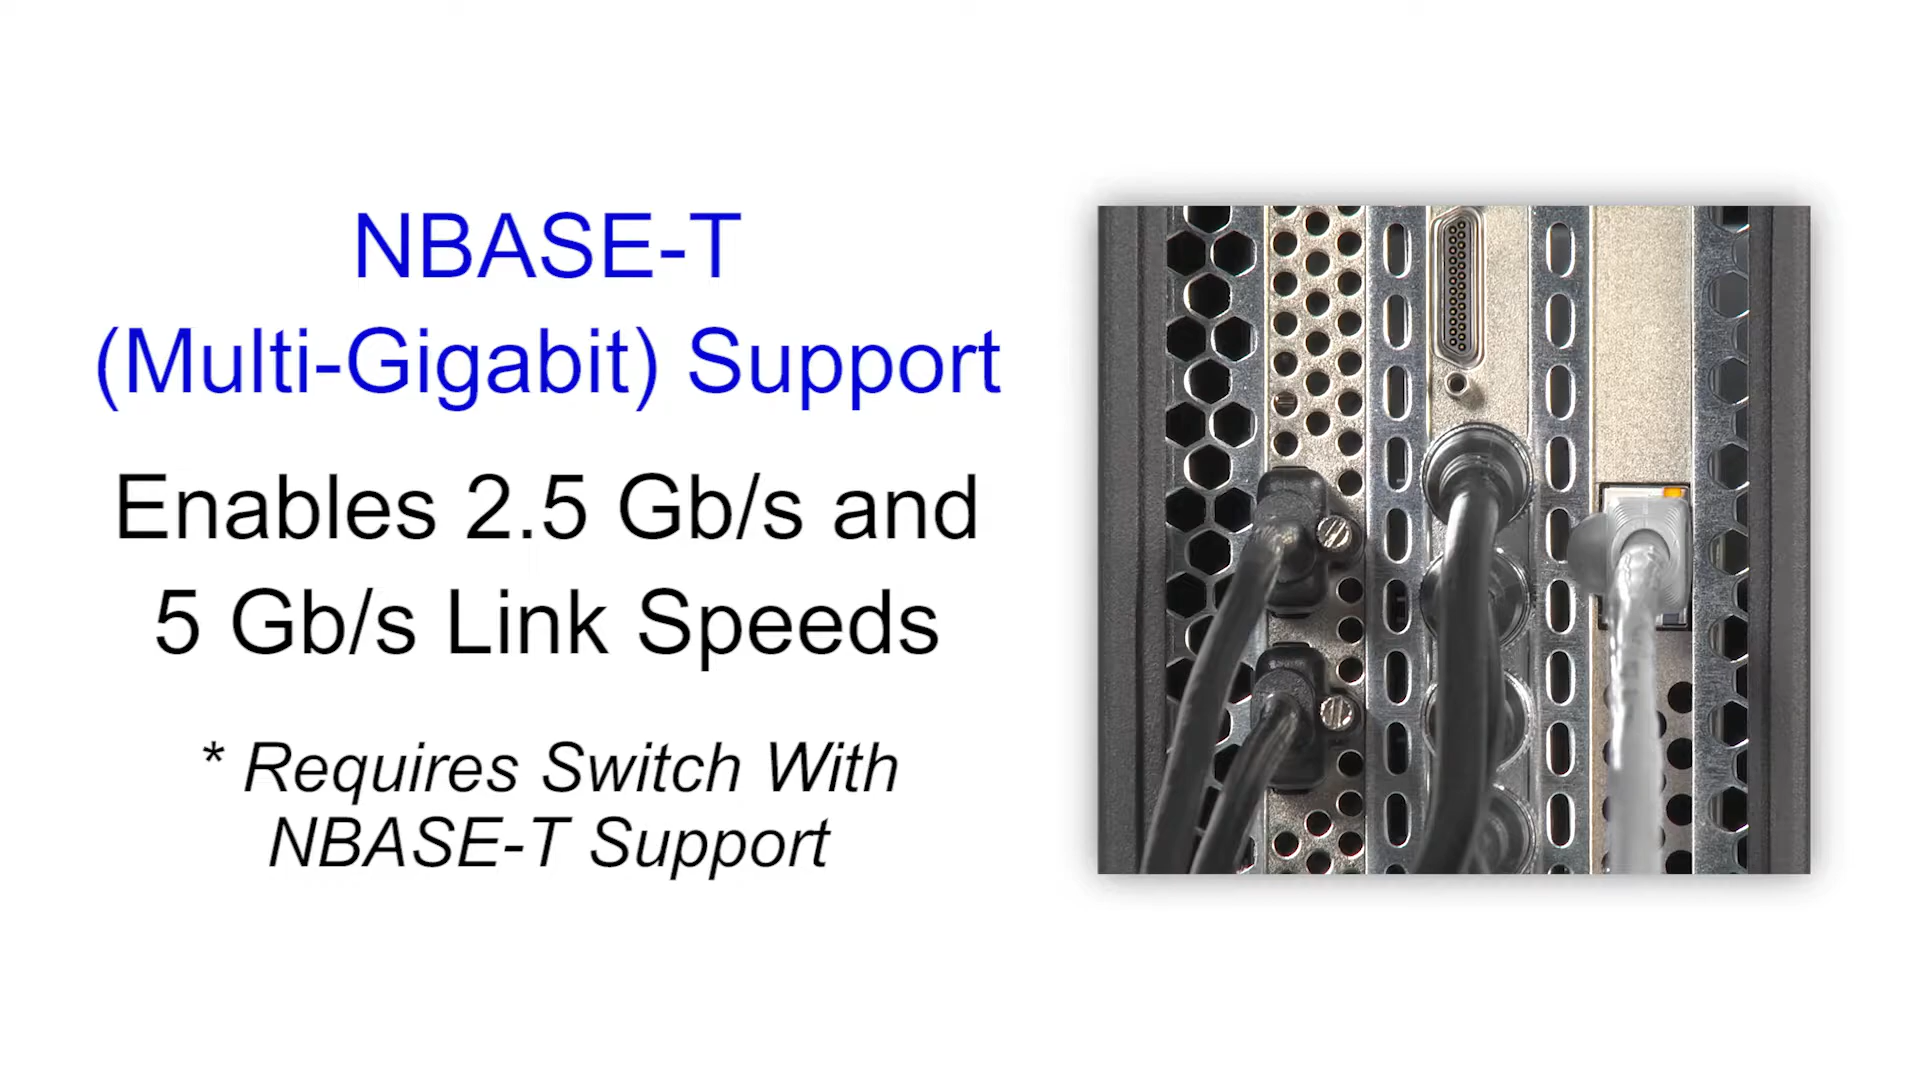 NBASE-T
(Multi-Gigabit) Support
Enables 2.5 Gb/s and
5 Gb/s Link Speeds
* Requires Switch With
NBASE-T Support